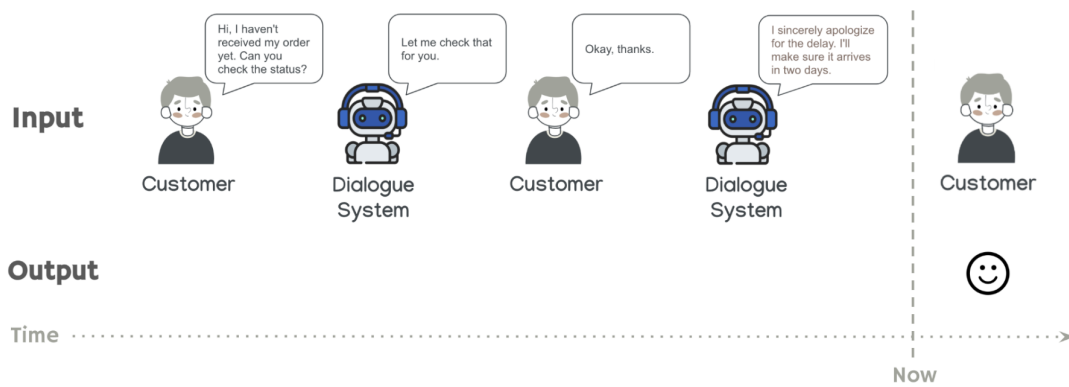 Hi, I haven't
received my order
yet. Can you
check the status?
Let me check that
for you.
Okay, thanks.
I sincerely apologize
for the delay. I'll
make sure it arrives
in two days.
Input
Customer
Dialogue
System
Customer
Dialogue
System
Customer
Output
Time
Now